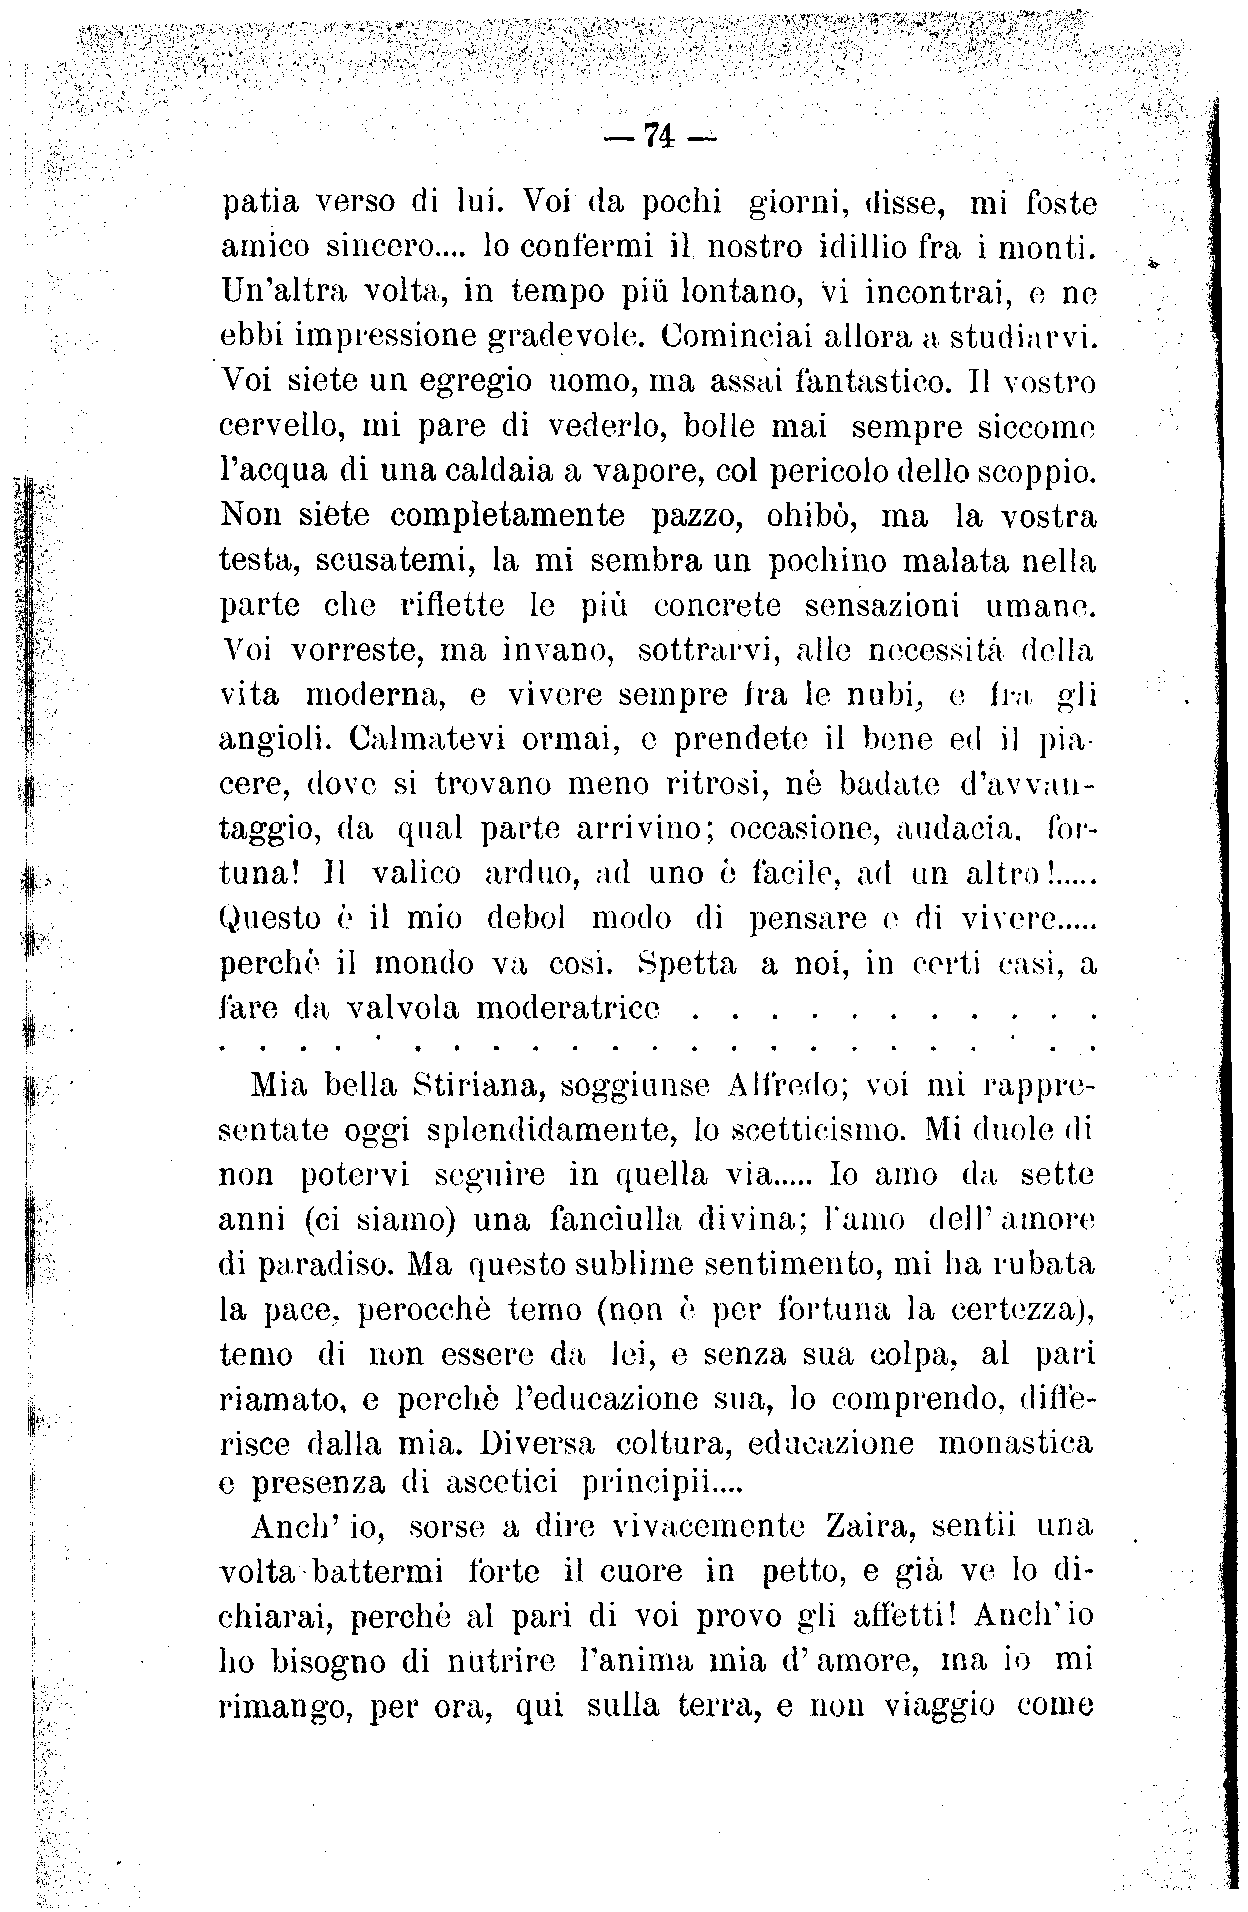 — 74 —
patia verso di lui. Voi da pochi giorni, disse, mi foste
amico sincero.... lo confermi il nostro idillio fra i monti.
Un'altra volta, in tempo più lontano, vi incontrai, e ne
ebbi impressione gradevole. Cominciai allora a studiarvi.
Voi siete un egregio uomo, ma assai fantastico. Il vostro
cervello, mi pare di vederlo, bolle mai sempre siccome
l'acqua di una caldaia a vapore, col pericolo dello scoppio.
Non siete completamente pazzo, ohibò, ma la vostra
testa, scusatemi, la mi sembra un pochino malata nella
parte che riflette le più concrete sensazioni umane.
Voi vorreste, ma invano, sottrarvi, alle necessità della
vita moderna, e vivere sempre fra le nubi, e fra gli
angioli. Calmatevi ormai, e prendete il bene ed il pia-
cere, dove si trovano meno ritrosi, nè badate d'avvan-
taggio, da qual parte arrivino; occasione, audacia, for-
tuna! Il valico arduo, ad uno è facile, ad un altro!.....
Questo è il mio debol modo di pensare e di vivere.....
perchè il mondo va così. Spetta a noi, in certi casi, a
fare da valvola moderatrice . . . . . . . . . . .
. . . . . . . . . . . . . . . . . . . . . . .
Mia bella Stiriana, soggiunse Alfredo; voi mi rappre-
sentate oggi splendidamente, lo scetticismo. Mi duole di
non potervi seguire in quella via..... Io amo da sette
anni (ci siamo) una fanciulla divina; l'amo dell' amore
di paradiso. Ma questo sublime sentimento, mi ha rubata
la pace, perocchè temo (non è per fortuna la certezza),
temo di non essere da lei, e senza sua colpa, al pari
riamato, e perchè l'educazione sua, lo comprendo, diffe-
risce dalla mia. Diversa coltura, educazione monastica
e presenza di ascetici principii....
Anch' io, sorse a dire vivacemente Zaira, sentii una
volta battermi forte il cuore in petto, e già ve lo di-
chiarai, perchè al pari di voi provo gli affetti! Anch'io
ho bisogno di nutrire l'anima mia d' amore, ma io mi
rimango, per ora, qui sulla terra, e non viaggio come